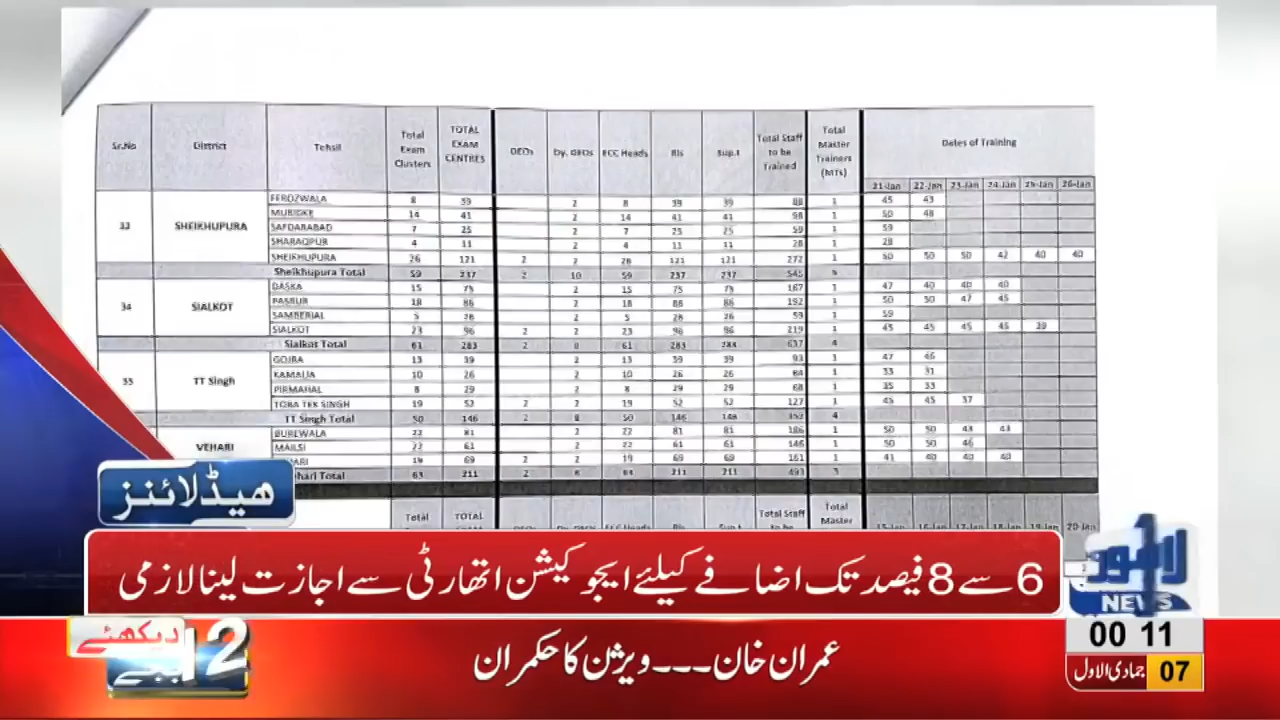 Sr.No District Tehsil Total Exam Clusters TOTAL EXAM CENTRES DEOs Dy. DEOs ECC Heads RIs Sup.t Total Staff to be Trained Total Master Trainers (MTs) Dates of Training
21-Jan 22-Jan 23-Jan 24-Jan 25-Jan 26-Jan
33 SHEIKHUPURA
FEROZWALA 8 39 2 8 39 39 88 1 45 43
MURIDKE 14 41 2 14 41 41 98 1 50 48
SAFDARABAD 7 25 2 7 25 25 59 1 59
SHARAQPUR 4 11 2 4 11 11 28 1 28
SHEIKHUPURA 26 121 2 2 26 121 121 272 1 50 50 50 42 40 40
Sheikhupura Total 59 237 2 10 59 237 237 545 5
34 SIALKOT
DASKA 15 75 2 15 75 75 167 1 47 40 40 40
PASRUR 18 86 2 18 86 86 192 1 50 50 47 45
SAMBERIAL 5 26 2 5 26 26 59 1 59
SIALKOT 23 96 2 2 23 96 96 219 1 45 45 45 45 39
Sialkot Total 61 283 2 8 61 283 283 637 4
35 TT Singh
GOJRA 13 39 2 13 39 39 93 1 47 46
KAMALIA 10 26 2 10 26 26 64 1 33 31
PIRMAHAL 8 29 2 8 29 29 68 1 35 33
TOBA TEK SINGH 19 52 2 2 19 52 52 127 1 45 45 37
TT Singh Total 50 146 2 8 50 146 146 352 4
VEHARI
BUREWALA 22 81 2 22 81 81 186 1 50 50 43 43
MAILSI 22 61 2 22 61 61 146 1 50 50 46
69 2 2 19 69 69 161 1 41 40 40 40
Total 63 211 2 6 63 211 211 493 3
Total TOTAL Total Staff Total Master
15-Jan 16-Jan 17-Jan 18-Jan 19-Jan 20-Jan
ہیڈلائنز
6 سے 8 فیصد تک اضافے کیلئے ایجوکیشن اتھارٹی سے اجازت لینا لازمی
لاہور
NEWS
دیکھئے
12 بجے
عمران خان۔۔۔ویژن کا حکمران
00 11
07 جمادی الاول